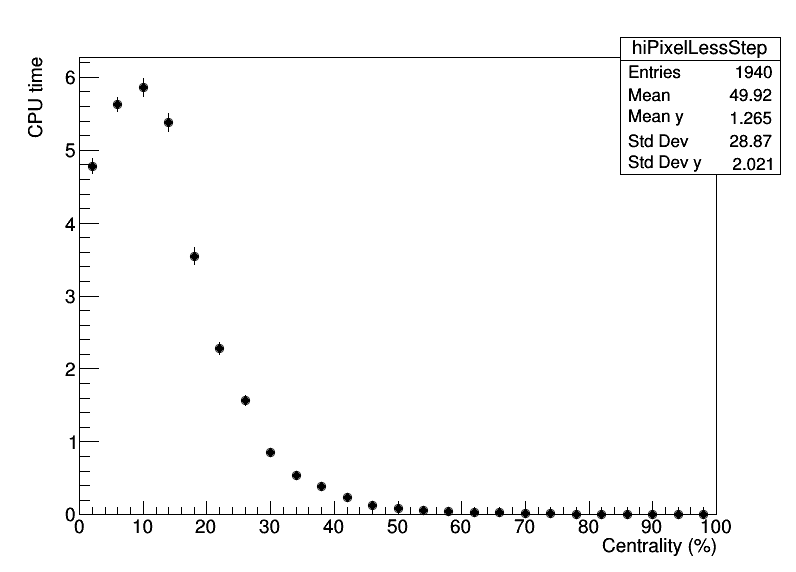 hiPixelLessStep
Entries 1940
Mean 49.92
Mean y 1.265
Std Dev 28.87
Std Dev y 2.021
CPU time
6
5
4
3
2
1
0
0 10 20 30 40 50 60 70 80 90 100
Centrality (%)